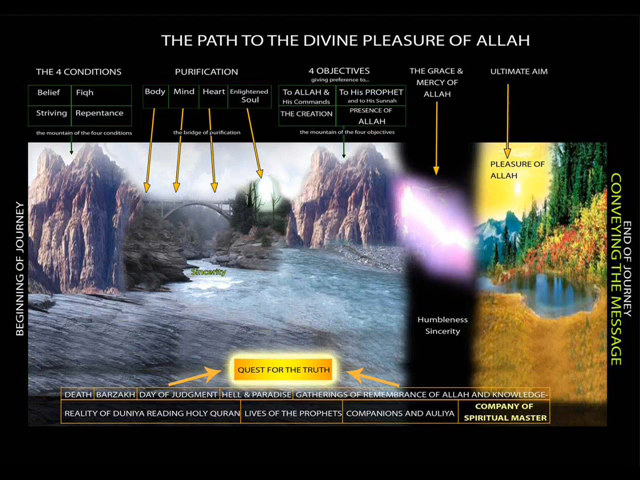 THE PATH TO THE DIVINE PLEASURE OF ALLAH
THE 4 CONDITIONS
Belief
Fiqh
Striving
Repentance
the mountain of the four conditions
PURIFICATION
Body
Mind
Heart
Enlightened
Soul
the bridge of purification
4 OBJECTIVES
giving preference to...
To ALLAH &
His Commands
To His PROPHET
and to His Sunnah
THE CREATION
PRESENCE OF
ALLAH
the mountain of the four objectives
THE GRACE &
MERCY OF
ALLAH
ULTIMATE AIM
PLEASURE OF
ALLAH
BEGINNING OF JOURNEY
Sincerity
Humbleness
Sincerity
END OF JOURNEY
CONVEYING THE MESSAGE
QUEST FOR THE TRUTH
DEATH BARZAKH DAY OF JUDGMENT HELL & PARADISE GATHERINGS OF REMEMBRANCE OF ALLAH AND KNOWLEDGE-
REALITY OF DUNIYA READING HOLY QURAN LIVES OF THE PROPHETS COMPANIONS AND AULIYA
COMPANY OF
SPIRITUAL MASTER